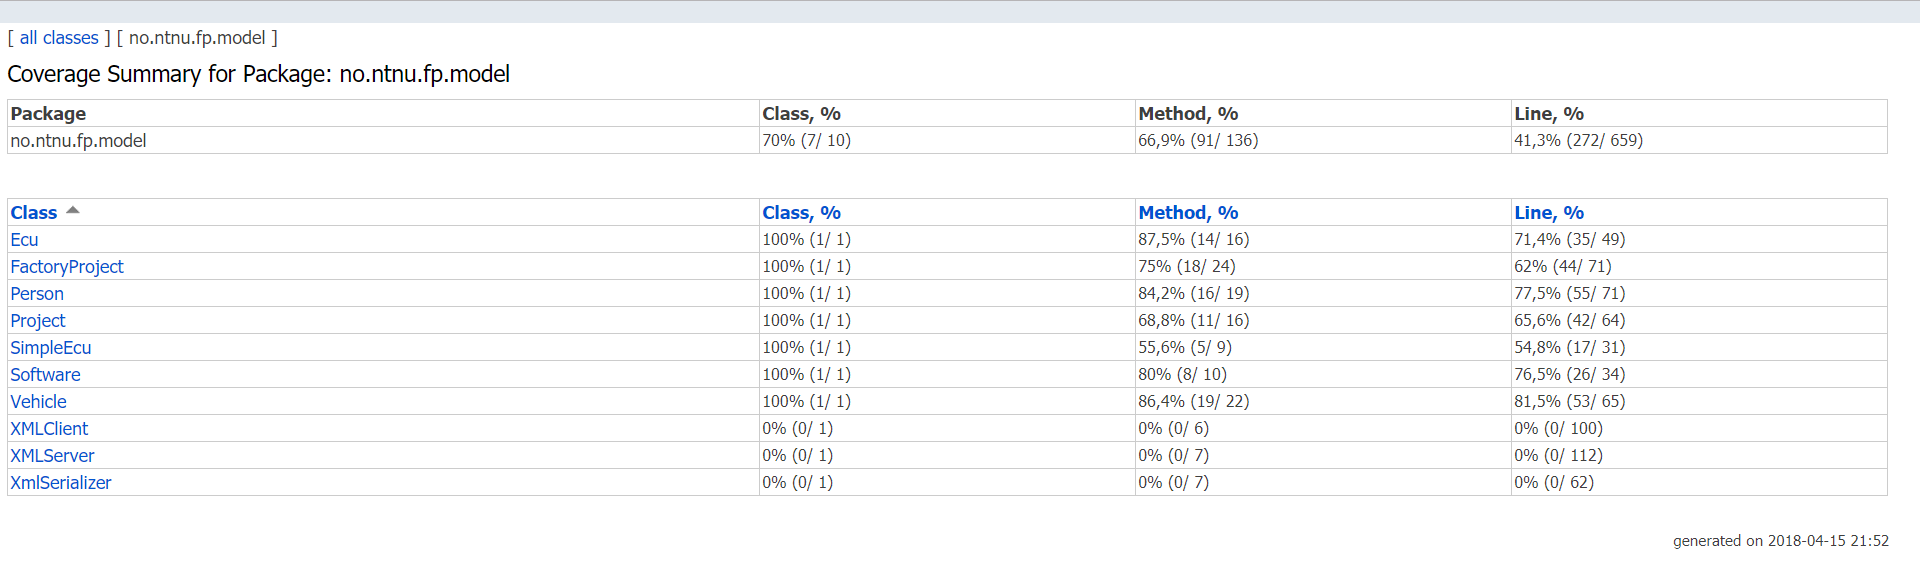 [ all classes ] [ no.ntnu.fp.model ]
Coverage Summary for Package: no.ntnu.fp.model
Package Class, % Method, % Line, %
no.ntnu.fp.model 70% (7/ 10) 66,9% (91/ 136) 41,3% (272/ 659)
Class Class, % Method, % Line, %
Ecu 100% (1/ 1) 87,5% (14/ 16) 71,4% (35/ 49)
FactoryProject 100% (1/ 1) 75% (18/ 24) 62% (44/ 71)
Person 100% (1/ 1) 84,2% (16/ 19) 77,5% (55/ 71)
Project 100% (1/ 1) 68,8% (11/ 16) 65,6% (42/ 64)
SimpleEcu 100% (1/ 1) 55,6% (5/ 9) 54,8% (17/ 31)
Software 100% (1/ 1) 80% (8/ 10) 76,5% (26/ 34)
Vehicle 100% (1/ 1) 86,4% (19/ 22) 81,5% (53/ 65)
XMLClient 0% (0/ 1) 0% (0/ 6) 0% (0/ 100)
XMLServer 0% (0/ 1) 0% (0/ 7) 0% (0/ 112)
XmlSerializer 0% (0/ 1) 0% (0/ 7) 0% (0/ 62)
generated on 2018-04-15 21:52